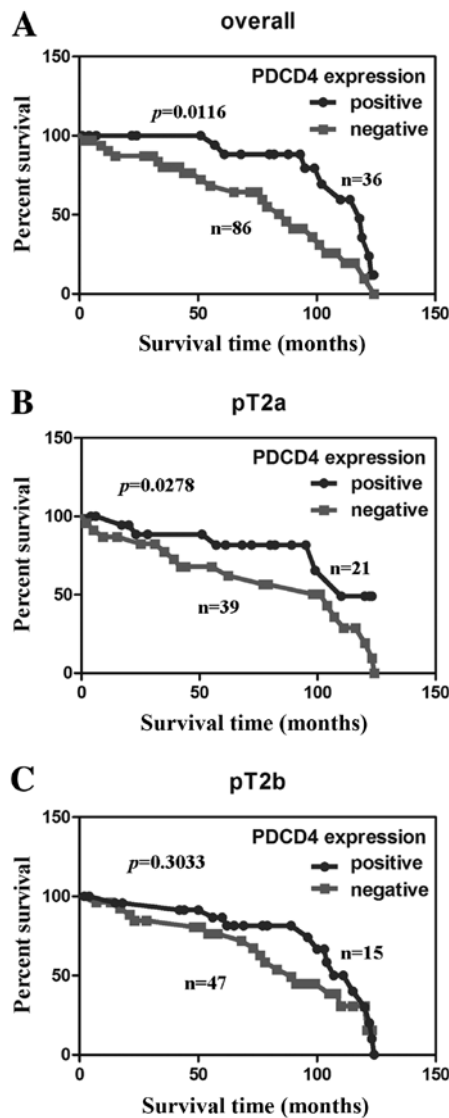 A
overall
PDCD4 expression
positive
negative
p=0.0116
n=36
n=86
150
100
50
0
Percent survival
0 50 100 150
Survival time (months)
B
pT2a
PDCD4 expression
positive
negative
p=0.0278
n=21
n=39
150
100
50
0
Percent survival
0 50 100 150
Survival time (months)
C
pT2b
PDCD4 expression
positive
negative
p=0.3033
n=15
n=47
150
100
50
0
Percent survival
0 50 100 150
Survival time (months)